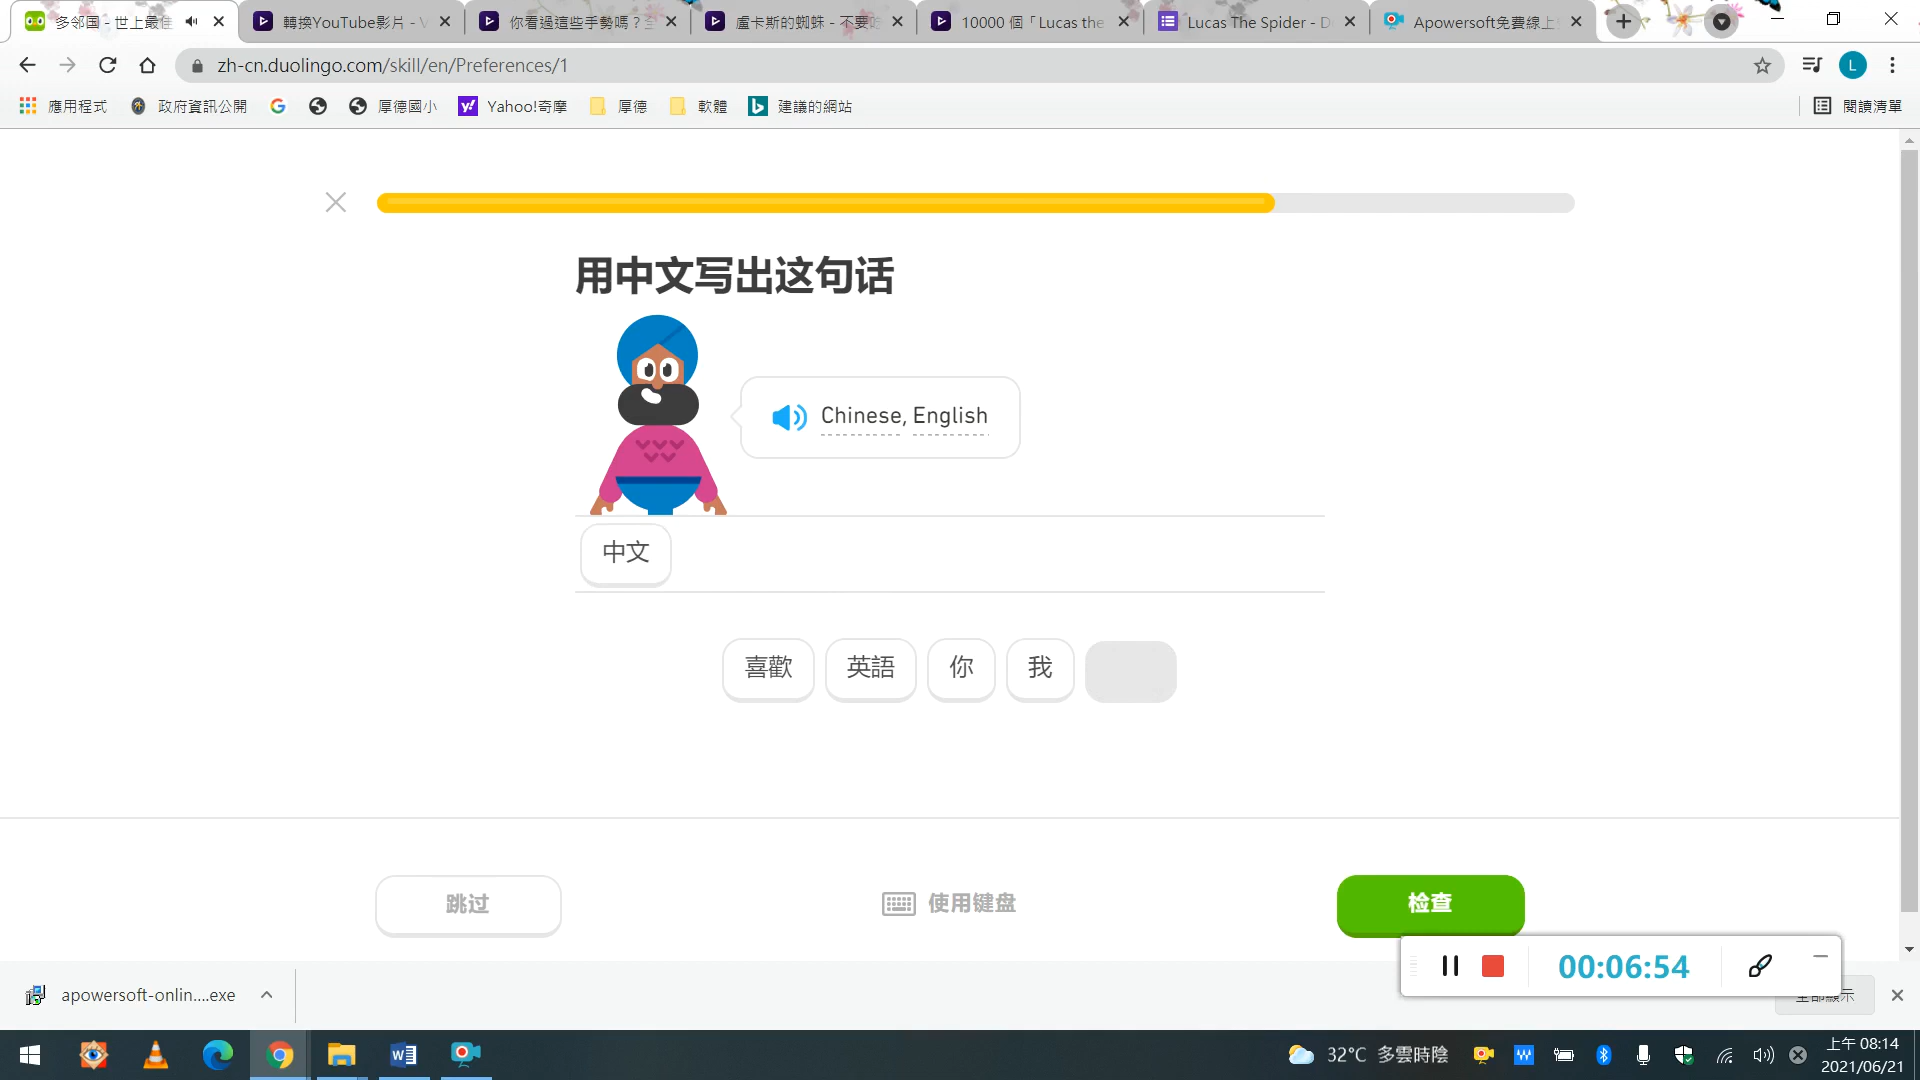 多邻国 - 世上最佳
轉換YouTube影片 - V
你看過這些手勢嗎？全
盧卡斯的蜘蛛 - 不要吃
10000 個「Lucas the
Lucas The Spider - D
Apowersoft免費線上
zh-cn.duolingo.com/skill/en/Preferences/1
L
應用程式
政府資訊公開
厚德國小
Yahoo!奇摩
厚德
軟體
建議的網站
閱讀清單
用中文写出这句话
Chinese, English
中文
喜歡
英語
你
我
跳过
使用键盘
检查
00:06:54
apowersoft-onlin....exe
全部顯示
32°C 多雲時陰
上午 08:14
2021/06/21